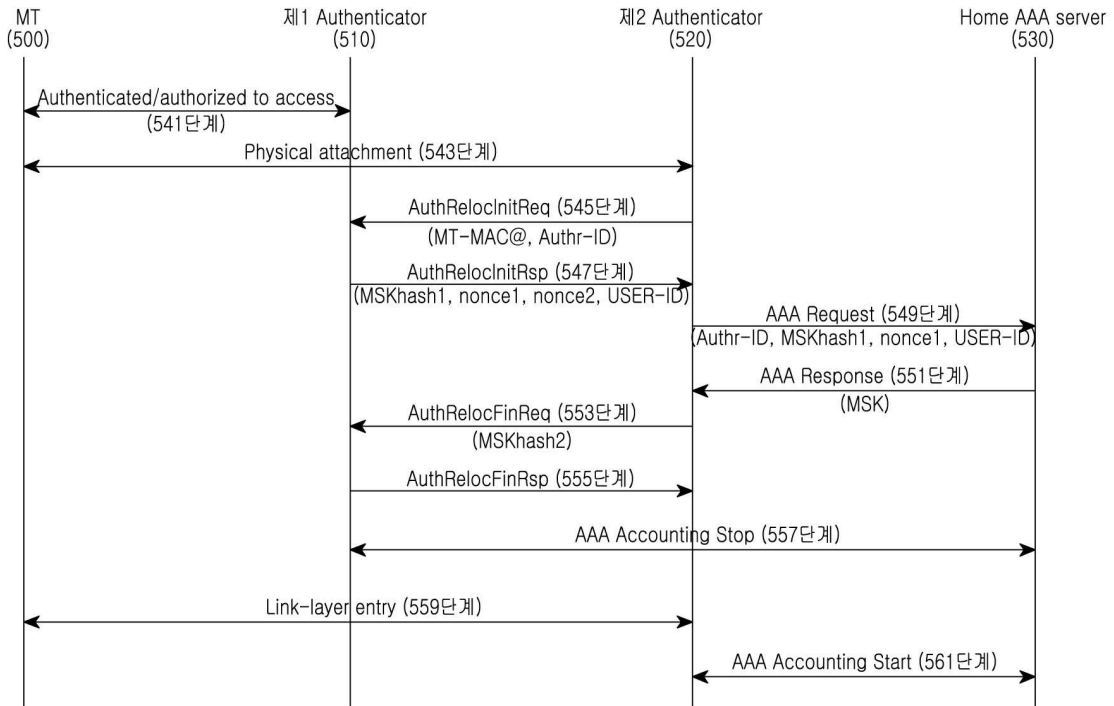 MT
(500)
제1 Authenticator
(510)
제2 Authenticator
(520)
Home AAA server
(530)
Authenticated/authorized to access
(541단계)
Physical attachment (543단계)
AuthRelocInitReq (545단계)
(MT-MAC@, Authr-ID)
AuthRelocInitRsp (547단계)
(MSKhash1, nonce1, nonce2, USER-ID)
AAA Request (549단계)
(Authr-ID, MSKhash1, nonce1, USER-ID)
AAA Response (551단계)
(MSK)
AuthRelocFinReq (553단계)
(MSKhash2)
AuthRelocFinRsp (555단계)
AAA Accounting Stop (557단계)
Link-layer entry (559단계)
AAA Accounting Start (561단계)